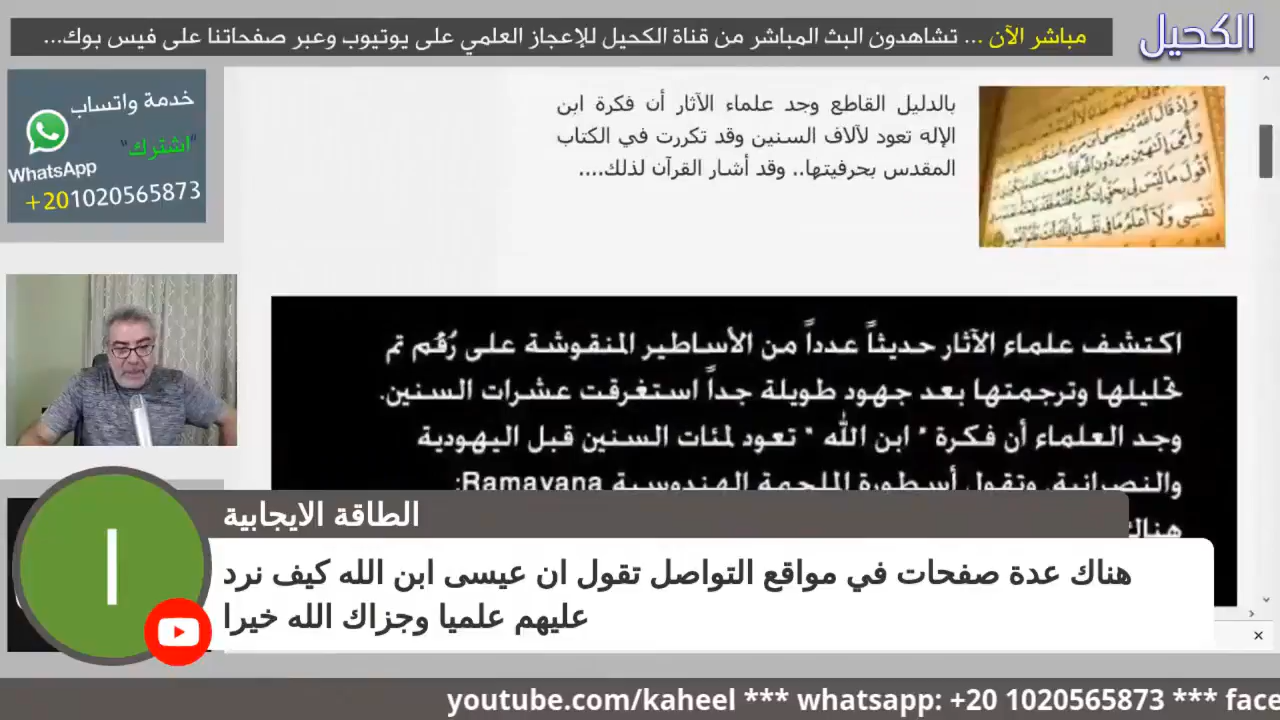 الكحيل
مباشر الآن ... تشاهدون البث المباشر من قناة الكحيل للإعجاز العلمي على يوتيوب وعبر صفحاتنا على فيس بوك...
خدمة واتساب
"اشترك"
WhatsApp
+201020565873
بالدليل القاطع وجد علماء الآثار أن فكرة ابن
الإله تعود لآلاف السنين وقد تكررت في الكتاب
المقدس بحرفيتها.. وقد أشار القرآن لذلك....
اكتشف علماء الآثار حديثاً عدداً من الأساطير المنقوشة على رُقُم تم
تحليلها وترجمتها بعد جهود طويلة جداً استغرقت عشرات السنين.
وجد العلماء أن فكرة "ابن الله" تعود لمئات السنين قبل اليهودية
والنصرانية. وتقول أسطورة الملحمة الهندوسية Ramayana:
الطاقة الايجابية
ا
هناك عدة صفحات في مواقع التواصل تقول ان عيسى ابن الله كيف نرد
عليهم علميا وجزاك الله خيرا
youtube.com/kaheel *** whatsapp: +20 1020565873 *** face